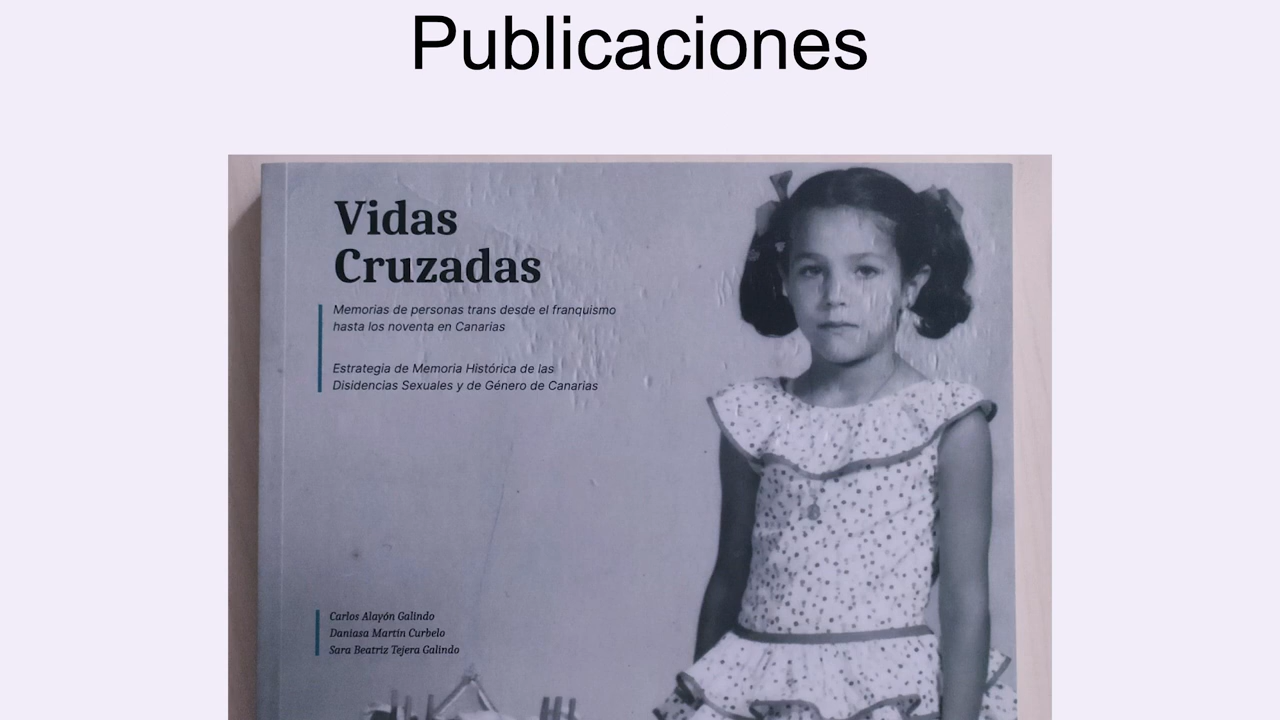 Publicaciones
Vidas
Cruzadas
Memorias de personas trans desde el franquismo
hasta los noventa en Canarias
Estrategia de Memoria Histórica de las
Disidencias Sexuales y de Género de Canarias
Carlos Alayón Galindo
Daniasa Martín Curbelo
Sara Beatriz Tejera Galindo